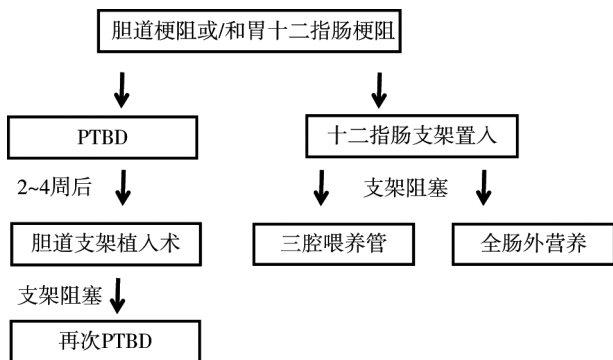 胆道梗阻或/和胃十二指肠梗阻
PTBD
十二指肠支架置入
2~4周后
支架阻塞
胆道支架植入术
三腔喂养管
全肠外营养
支架阻塞
再次PTBD